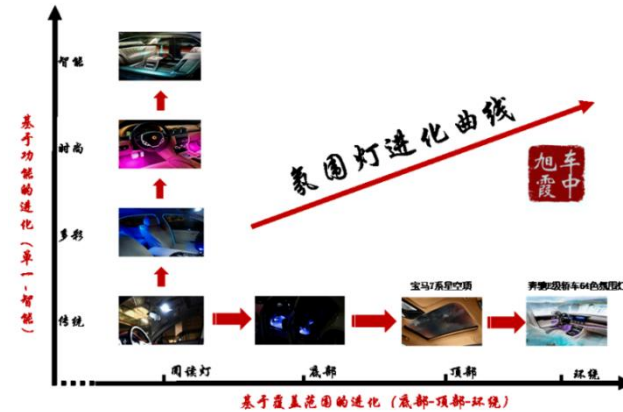 智能
时尚
多彩
传统
基于功能的进化（单一-智能）
氛围灯进化曲线
车中
旭霞
宝马7系星空顶
奔驰E级轿车64色氛围灯
阅读灯
底部
顶部
环绕
基于覆盖范围的进化（底部-顶部-环绕）